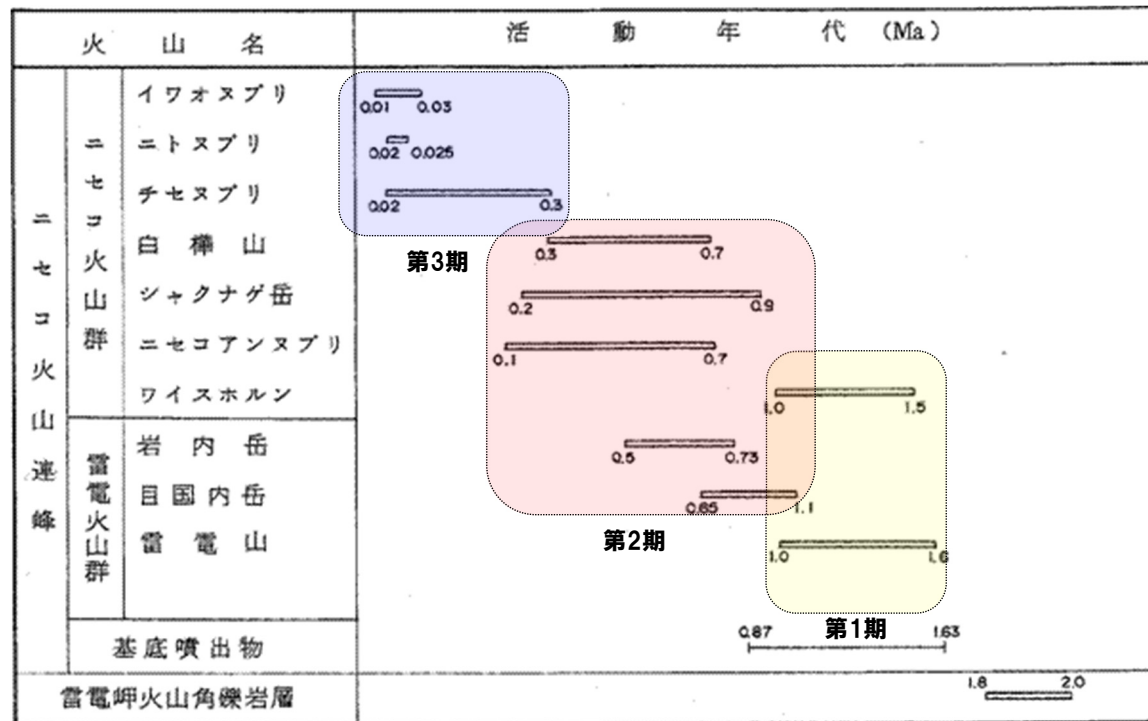 火山名 活動年代 (Ma)
ニセコ火山連峰
ニセコ火山群
イワオヌプリ 0.01 0.03
ニトヌプリ 0.02 0.025
チセヌプリ 0.02 0.3
第3期
白樺山 0.3 0.7
シャクナゲ岳 0.2 0.9
ニセコアンヌプリ 0.1 0.7
ワイスホルン 1.0 1.5
雷電火山群
岩内岳 0.5 0.73
目国内岳 0.65 1.1
第2期
雷電山 1.0 1.6
第1期
基底噴出物 0.87 1.63
雷電岬火山角礫岩層 1.8 2.0